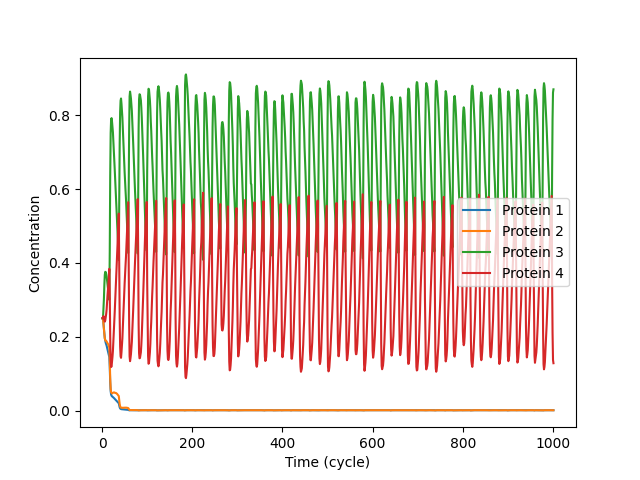 0.8
0.6
0.4
0.2
0.0
Concentration
Protein 1
Protein 2
Protein 3
Protein 4
0 200 400 600 800 1000
Time (cycle)